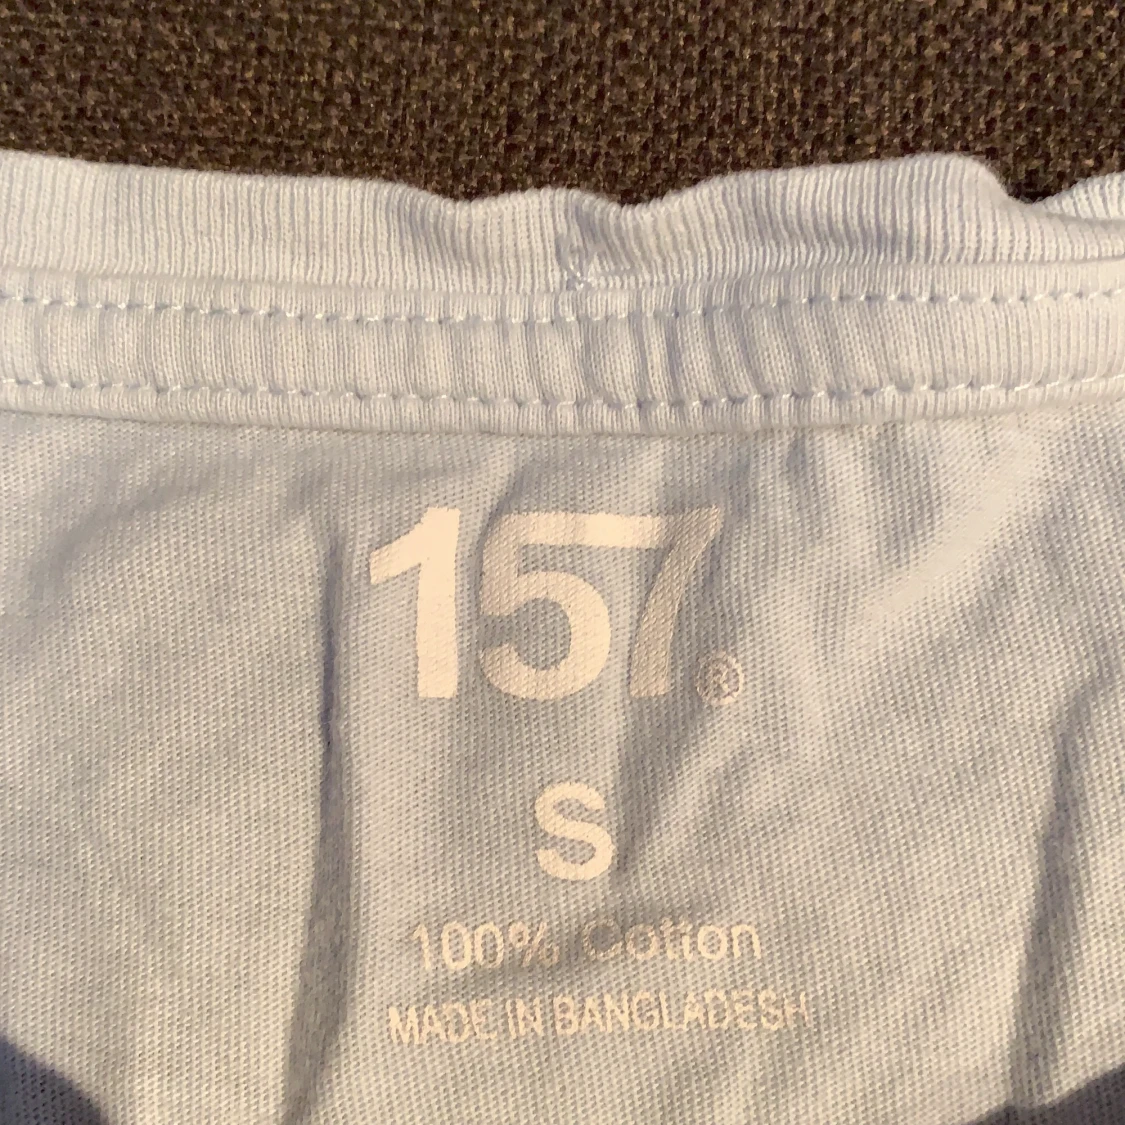 157®
S
100% Cotton
MADE IN BANGLADESH